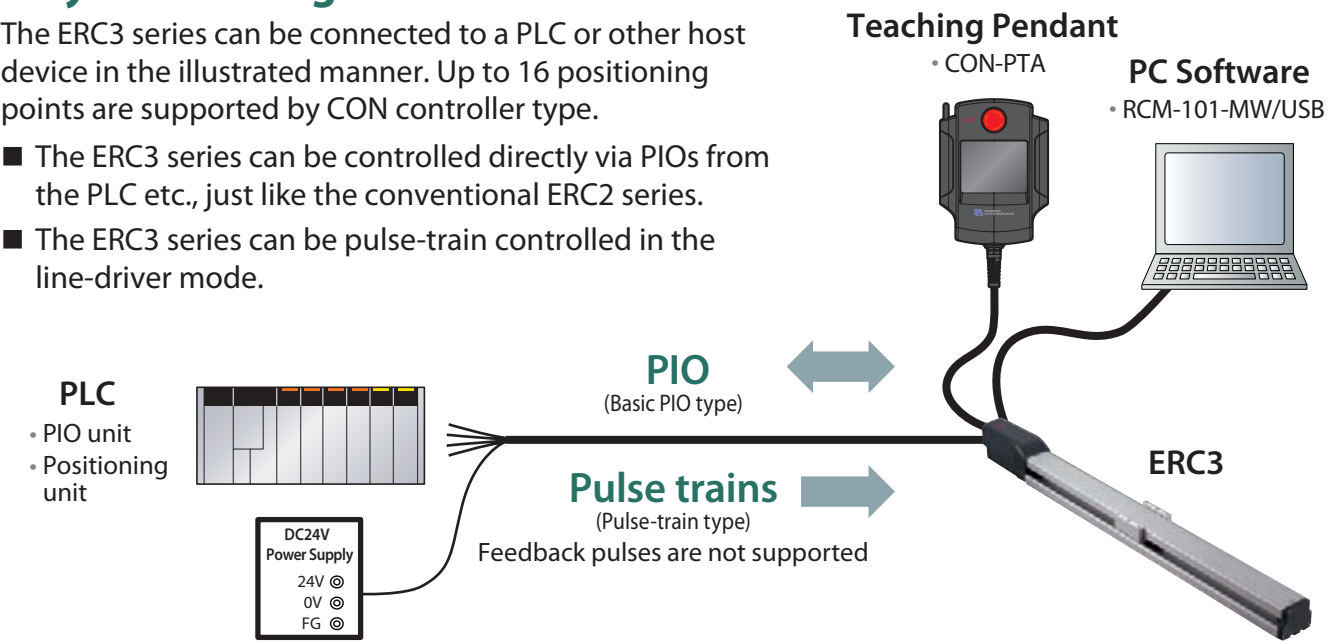 The ERC3 series can be connected to a PLC or other host
device in the illustrated manner. Up to 16 positioning
points are supported by CON controller type.
■ The ERC3 series can be controlled directly via PIOs from
the PLC etc., just like the conventional ERC2 series.
■ The ERC3 series can be pulse-train controlled in the
line-driver mode.
Teaching Pendant
• CON-PTA
PC Software
• RCM-101-MW/USB
PLC
• PIO unit
• Positioning
unit
PIO
(Basic PIO type)
Pulse trains
(Pulse-train type)
Feedback pulses are not supported
ERC3
DC24V
Power Supply
24V
0V
FG